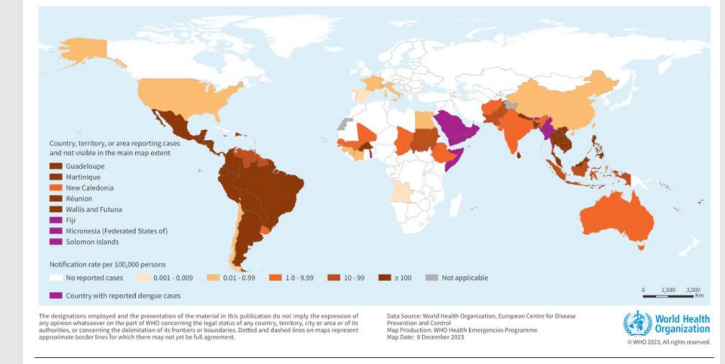 Country, territory, or area reporting cases
and not visible in the main map extent
Guadeloupe
Martinique
New Caledonia
Réunion
Wallis and Futuna
Fiji
Micronesia (Federated States of)
Solomon Islands
Notification rate per 100,000 persons
No reported cases
0.001 - 0.009
0.01 - 0.99
1.0 - 9.99
10 - 99
≥ 100
Not applicable
Country with reported dengue cases
0 1,500 3,000
Km
The designations employed and the presentation of the material in this publication do not imply the expression of
any opinion whatsoever on the part of WHO concerning the legal status of any country, territory, city or area or of its
authorities, or concerning the delimitation of its frontiers or boundaries. Dotted and dashed lines on maps represent
approximate border lines for which there may not yet be full agreement.
Data Source: World Health Organization, European Centre for Disease
Prevention and Control
Map Production: WHO Health Emergencies Programme
Map Date: 8 December 2023
World Health
Organization
© WHO 2023, All rights reserved.